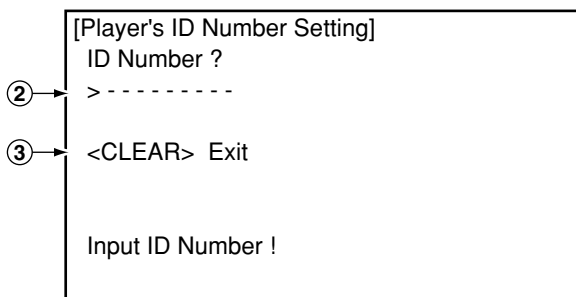 [Player's ID Number Setting]
ID Number ?
② > - - - - - - - - -
③ <CLEAR> Exit
Input ID Number !